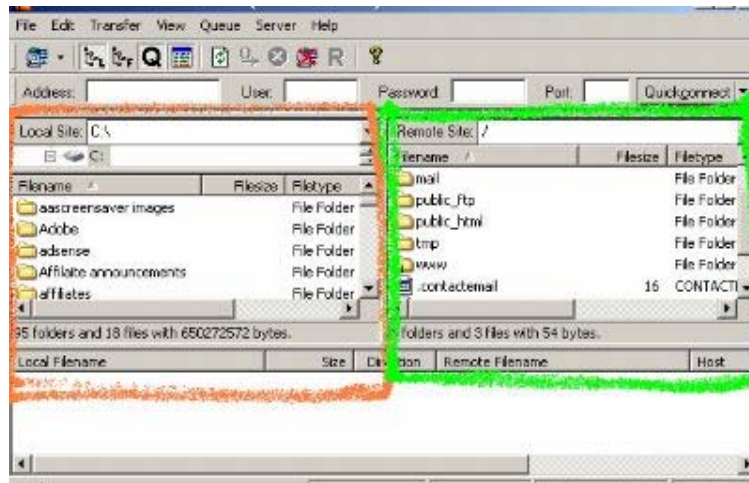 File Edit Transfer View Queue Server Help
Address: User: Password: Port: Quickconnect
Local Site: C:\
C:
Filename Filesize Filetype
aascreensaver images File Folder
Adobe File Folder
adsense File Folder
Affilaite announcements File Folder
affiliates File Folder
95 folders and 18 files with 650272572 bytes.
Remote Site: /
Filename Filesize Filetype
mail File Folder
public_ftp File Folder
public_html File Folder
tmp File Folder
www File Folder
.contactemail 16 CONTACT
folders and 3 files with 54 bytes.
Local Filename Size Direction Remote Filename Host